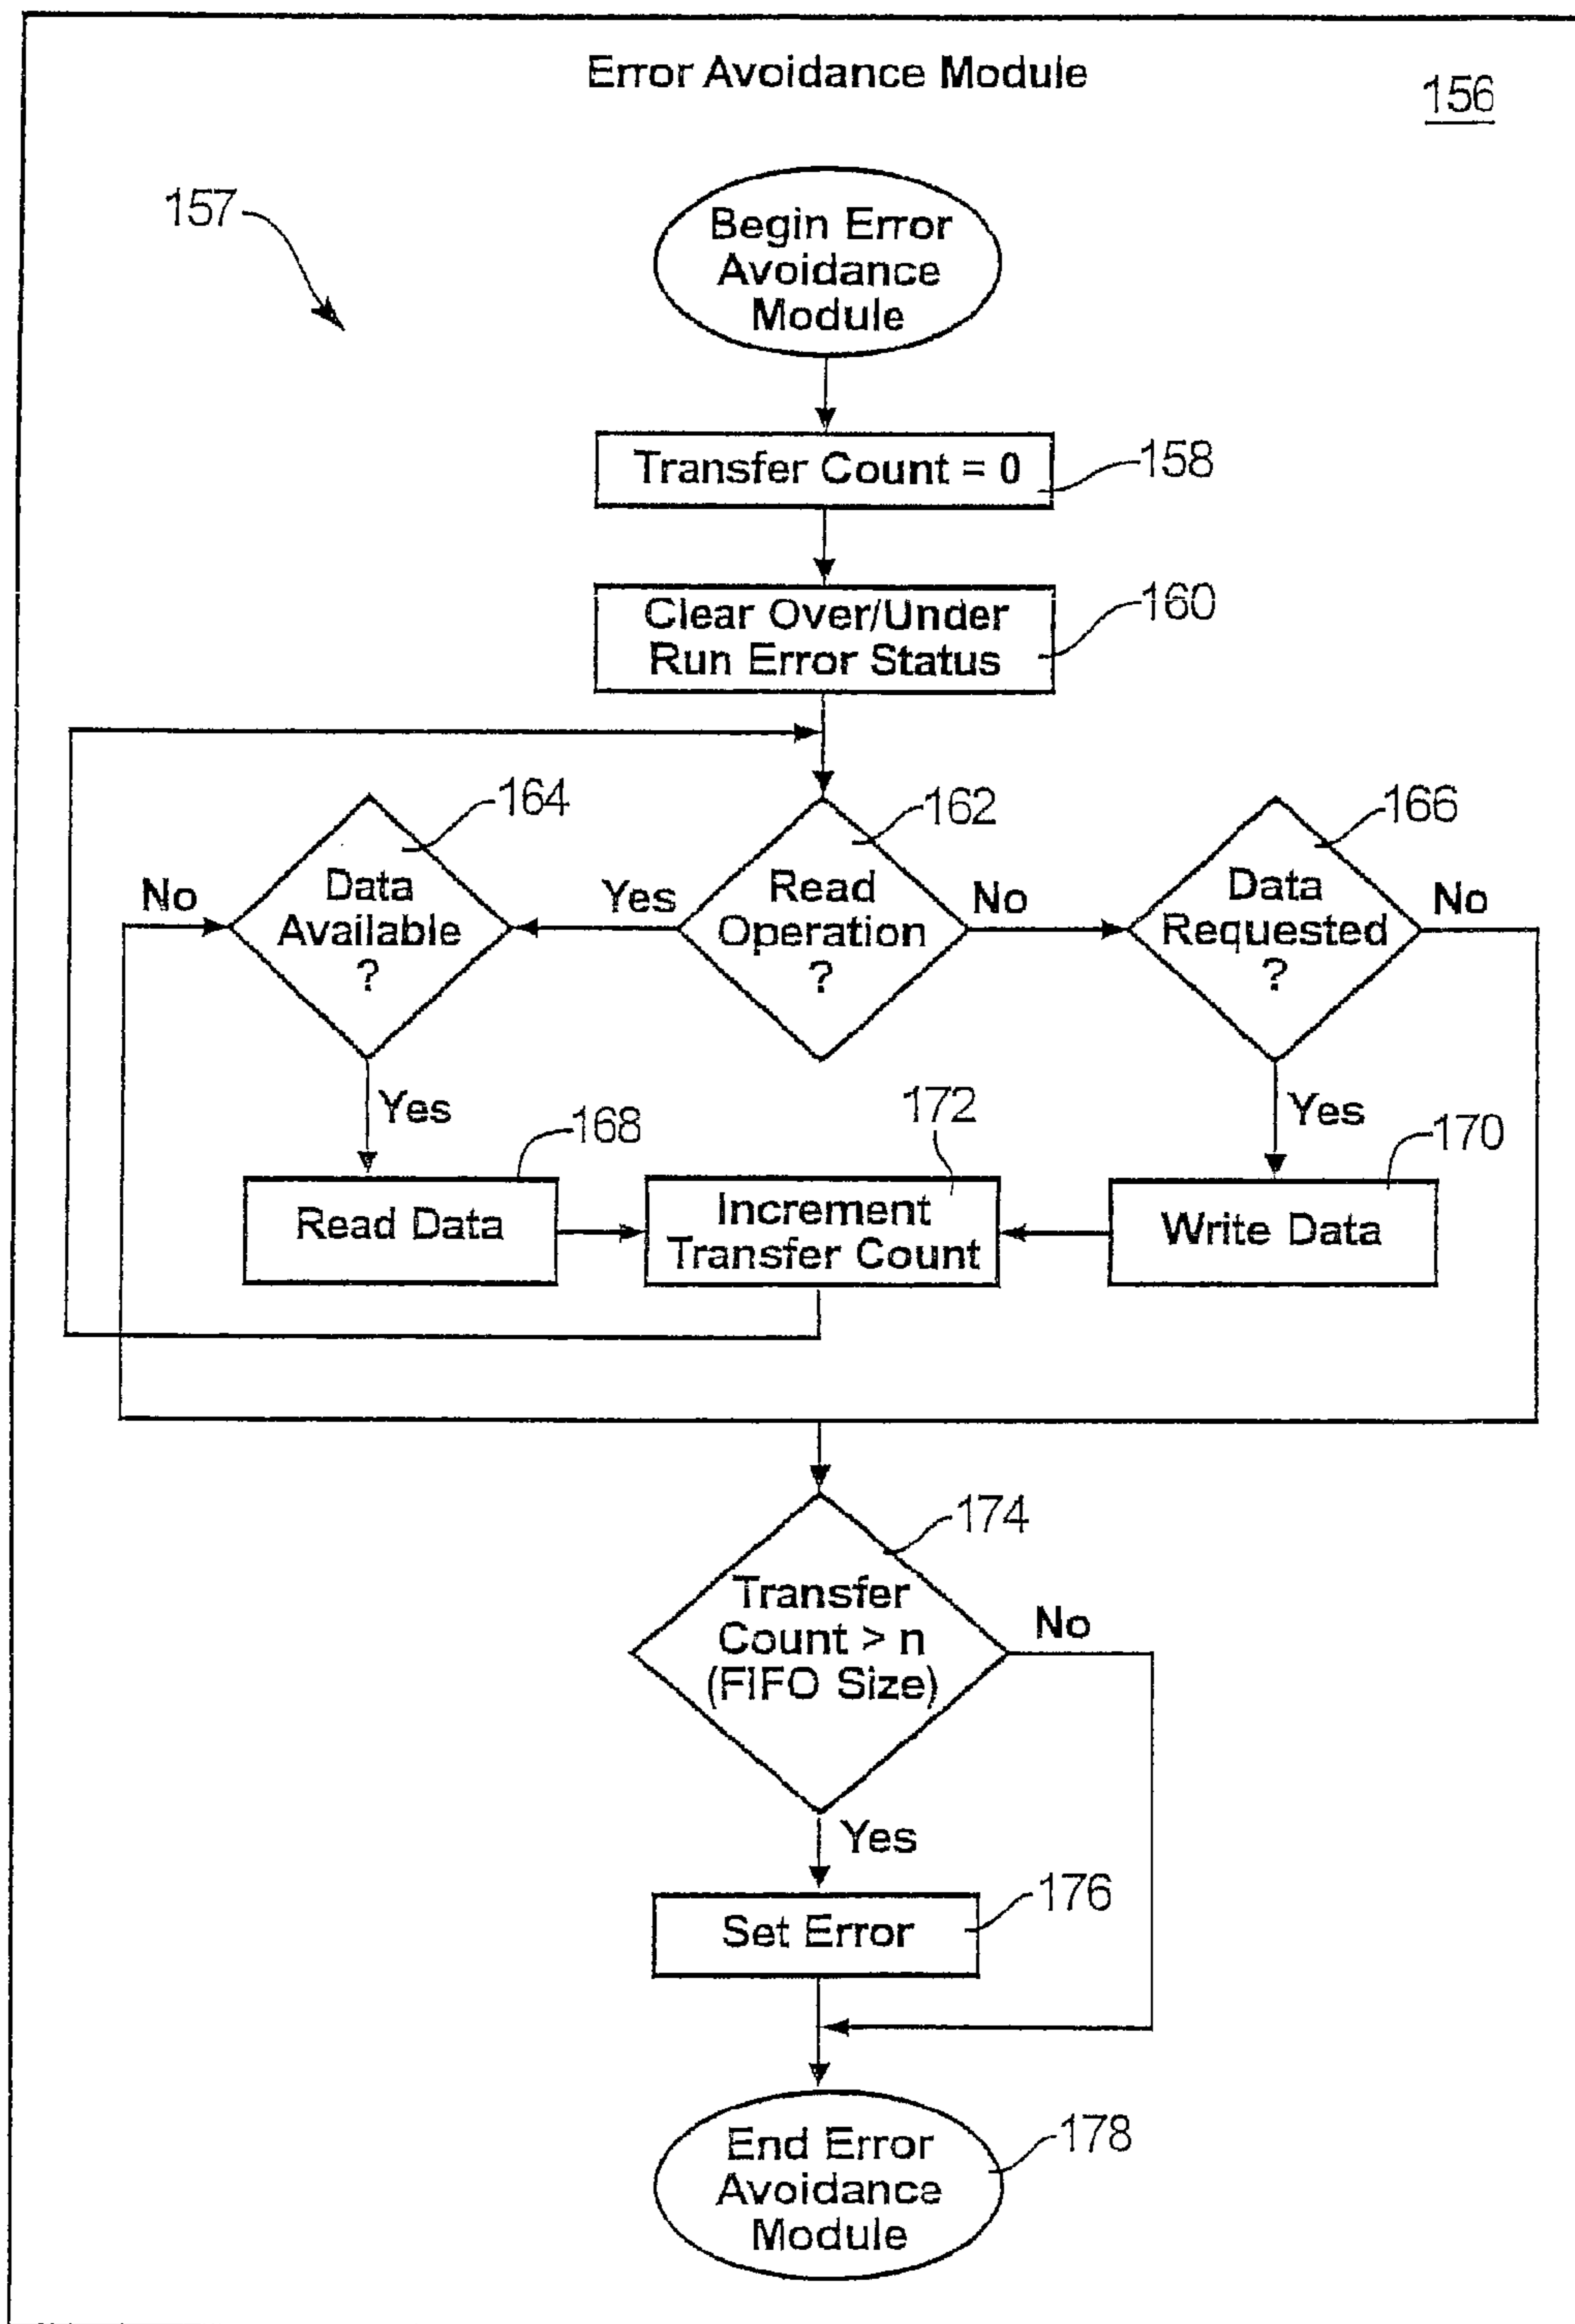 Error Avoidance Module
156
157
Begin Error
Avoidance
Module
Transfer Count = 0
158
Clear Over/Under
Run Error Status
160
164
162
166
No
Data
Available
?
Yes
Read
Operation
?
No
Data
Requested
?
No
Yes
168
172
Yes
170
Read Data
Increment
Transfer Count
Write Data
174
Transfer
Count > n
(FIFO Size)
No
Yes
176
Set Error
End Error
Avoidance
Module
178